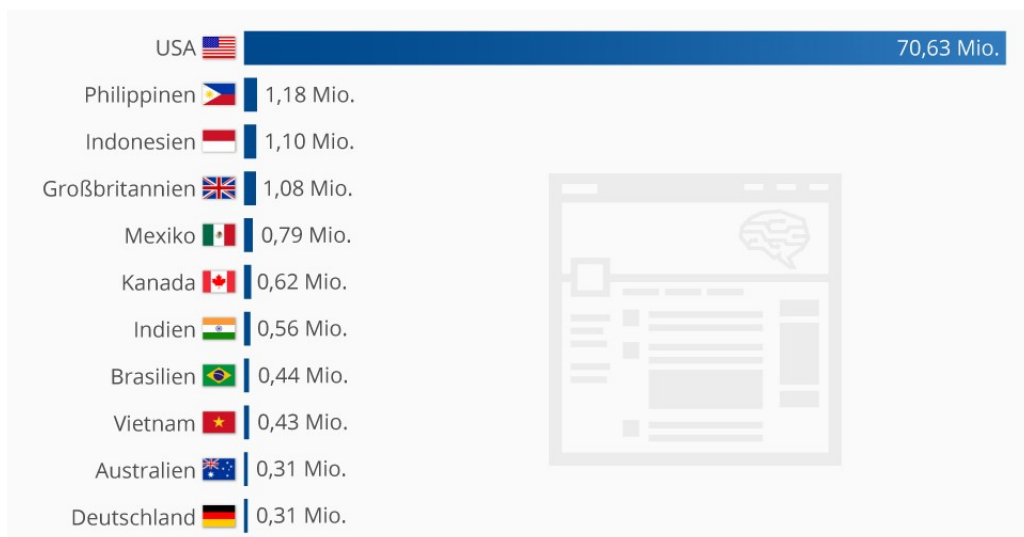 USA 70,63 Mio.
Philippinen 1,18 Mio.
Indonesien 1,10 Mio.
Großbritannien 1,08 Mio.
Mexiko 0,79 Mio.
Kanada 0,62 Mio.
Indien 0,56 Mio.
Brasilien 0,44 Mio.
Vietnam 0,43 Mio.
Australien 0,31 Mio.
Deutschland 0,31 Mio.